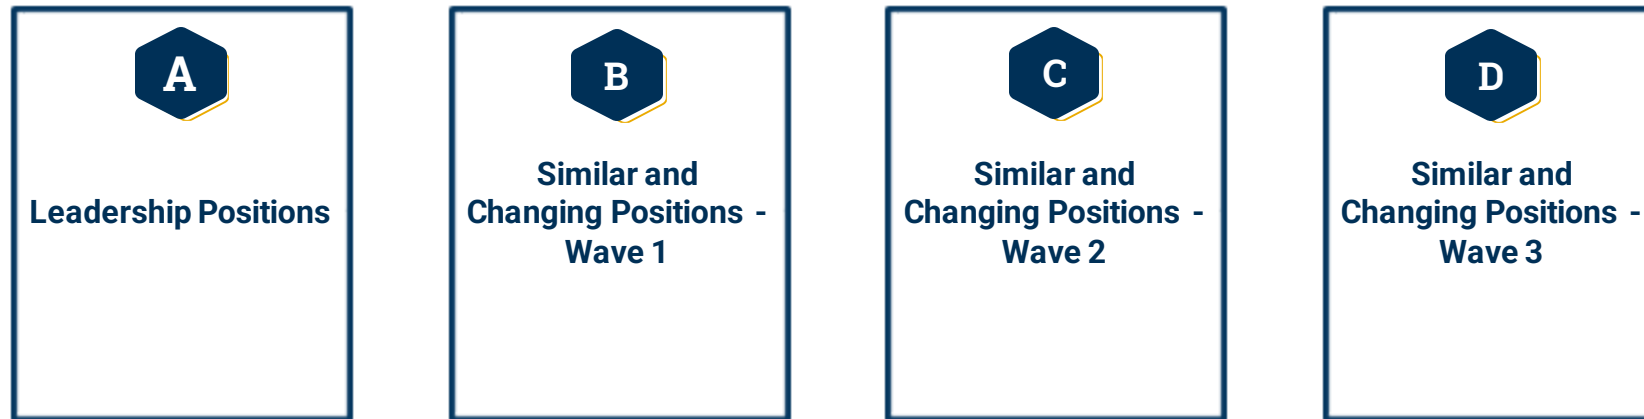 A
Leadership Positions
B
Similar and
Changing Positions -
Wave 1
C
Similar and
Changing Positions -
Wave 2
D
Similar and
Changing Positions -
Wave 3